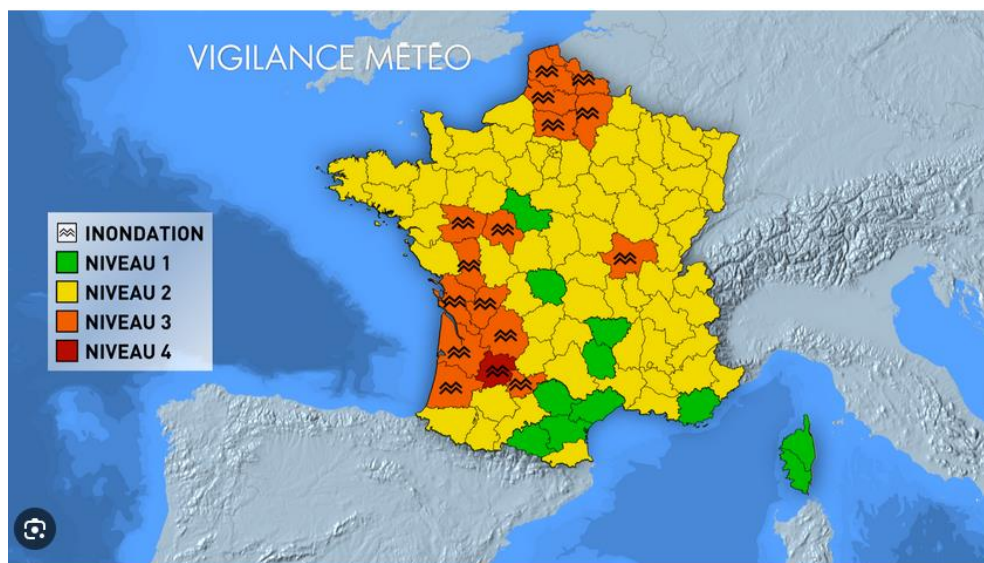 VIGILANCE MÉTÉO
INONDATION
NIVEAU 1
NIVEAU 2
NIVEAU 3
NIVEAU 4